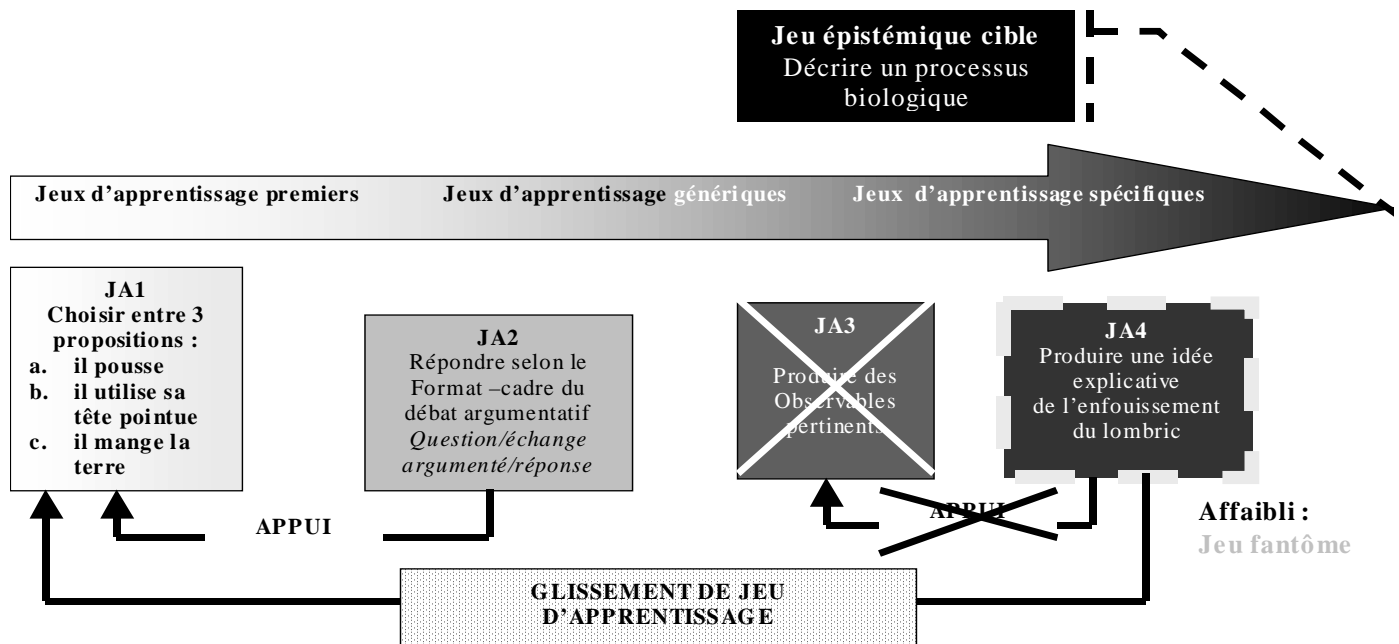 Jeu épistémique cible
Décrire un processus
biologique
Jeux d'apprentissage premiers
Jeux d'apprentissage génériques
Jeux d'apprentissage spécifiques
JA1
Choisir entre 3
propositions :
a. il pousse
b. il utilise sa
tête pointue
c. il mange la
terre
JA2
Répondre selon le
Format –cadre du
débat argumentatif
Question/échange
argumenté/réponse
JA3
Produire des
Observables
pertinents
JA4
Produire une idée
explicative
de l'enfouissement
du lombric
APPUI
APPUI
Affaibli :
Jeu fantôme
GLISSEMENT DE JEU
D'APPRENTISSAGE